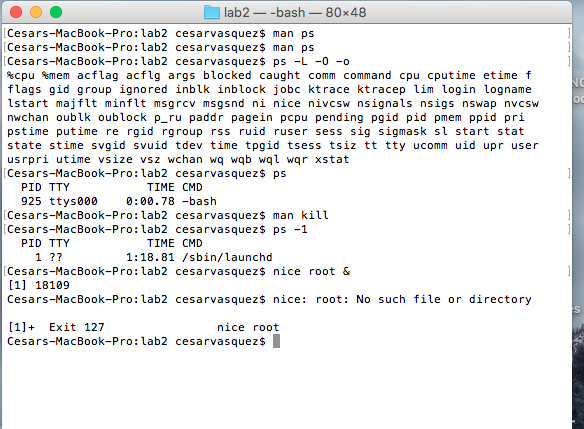 lab2 — -bash — 80×48
[Cesars-MacBook-Pro:lab2 cesarvasquez$ man ps ]
[Cesars-MacBook-Pro:lab2 cesarvasquez$ man ps ]
[Cesars-MacBook-Pro:lab2 cesarvasquez$ ps -L -O -o ]
%cpu %mem acflag acflg args blocked caught comm command cpu cputime etime f
flags gid group ignored inblk inblock jobc ktrace ktracep lim login logname
lstart majflt minflt msgrcv msgsnd ni nice nivcsw nsignals nsigs nswap nvcsw
nwchan oublk oublock p_ru paddr pagein pcpu pending pgid pid pmem ppid pri
pstime putime re rgid rgroup rss ruid ruser sess sig sigmask sl start stat
state stime svgid svuid tdev time tpgid tsess tsiz tt tty ucomm uid upr user
usrpri utime vsize vsz wchan wq wqb wql wqr xstat
[Cesars-MacBook-Pro:lab2 cesarvasquez$ ps ]
PID TTY TIME CMD
925 ttys000 0:00.78 -bash
[Cesars-MacBook-Pro:lab2 cesarvasquez$ man kill ]
[Cesars-MacBook-Pro:lab2 cesarvasquez$ ps -1 ]
PID TTY TIME CMD
1 ?? 1:18.81 /sbin/launchd
[Cesars-MacBook-Pro:lab2 cesarvasquez$ nice root & ]
[1] 18109
Cesars-MacBook-Pro:lab2 cesarvasquez$ nice: root: No such file or directory
[1]+ Exit 127 nice root
Cesars-MacBook-Pro:lab2 cesarvasquez$